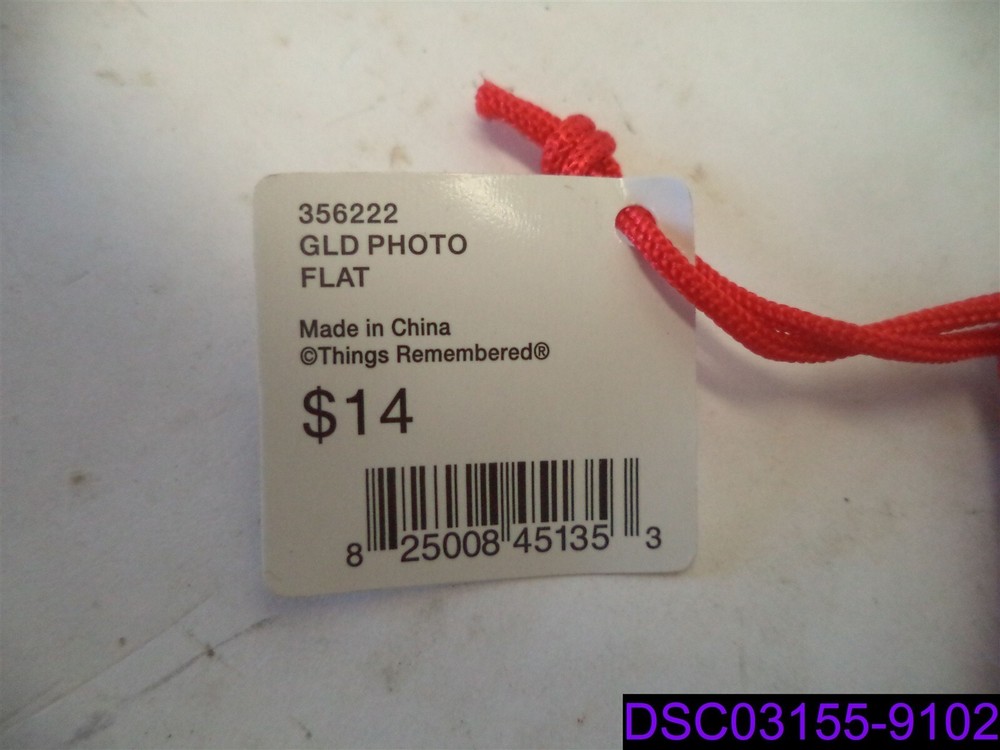 356222
GLD PHOTO
FLAT
Made in China
©Things Remembered®
$14
8 25008 45135 3
DSC03155-9102